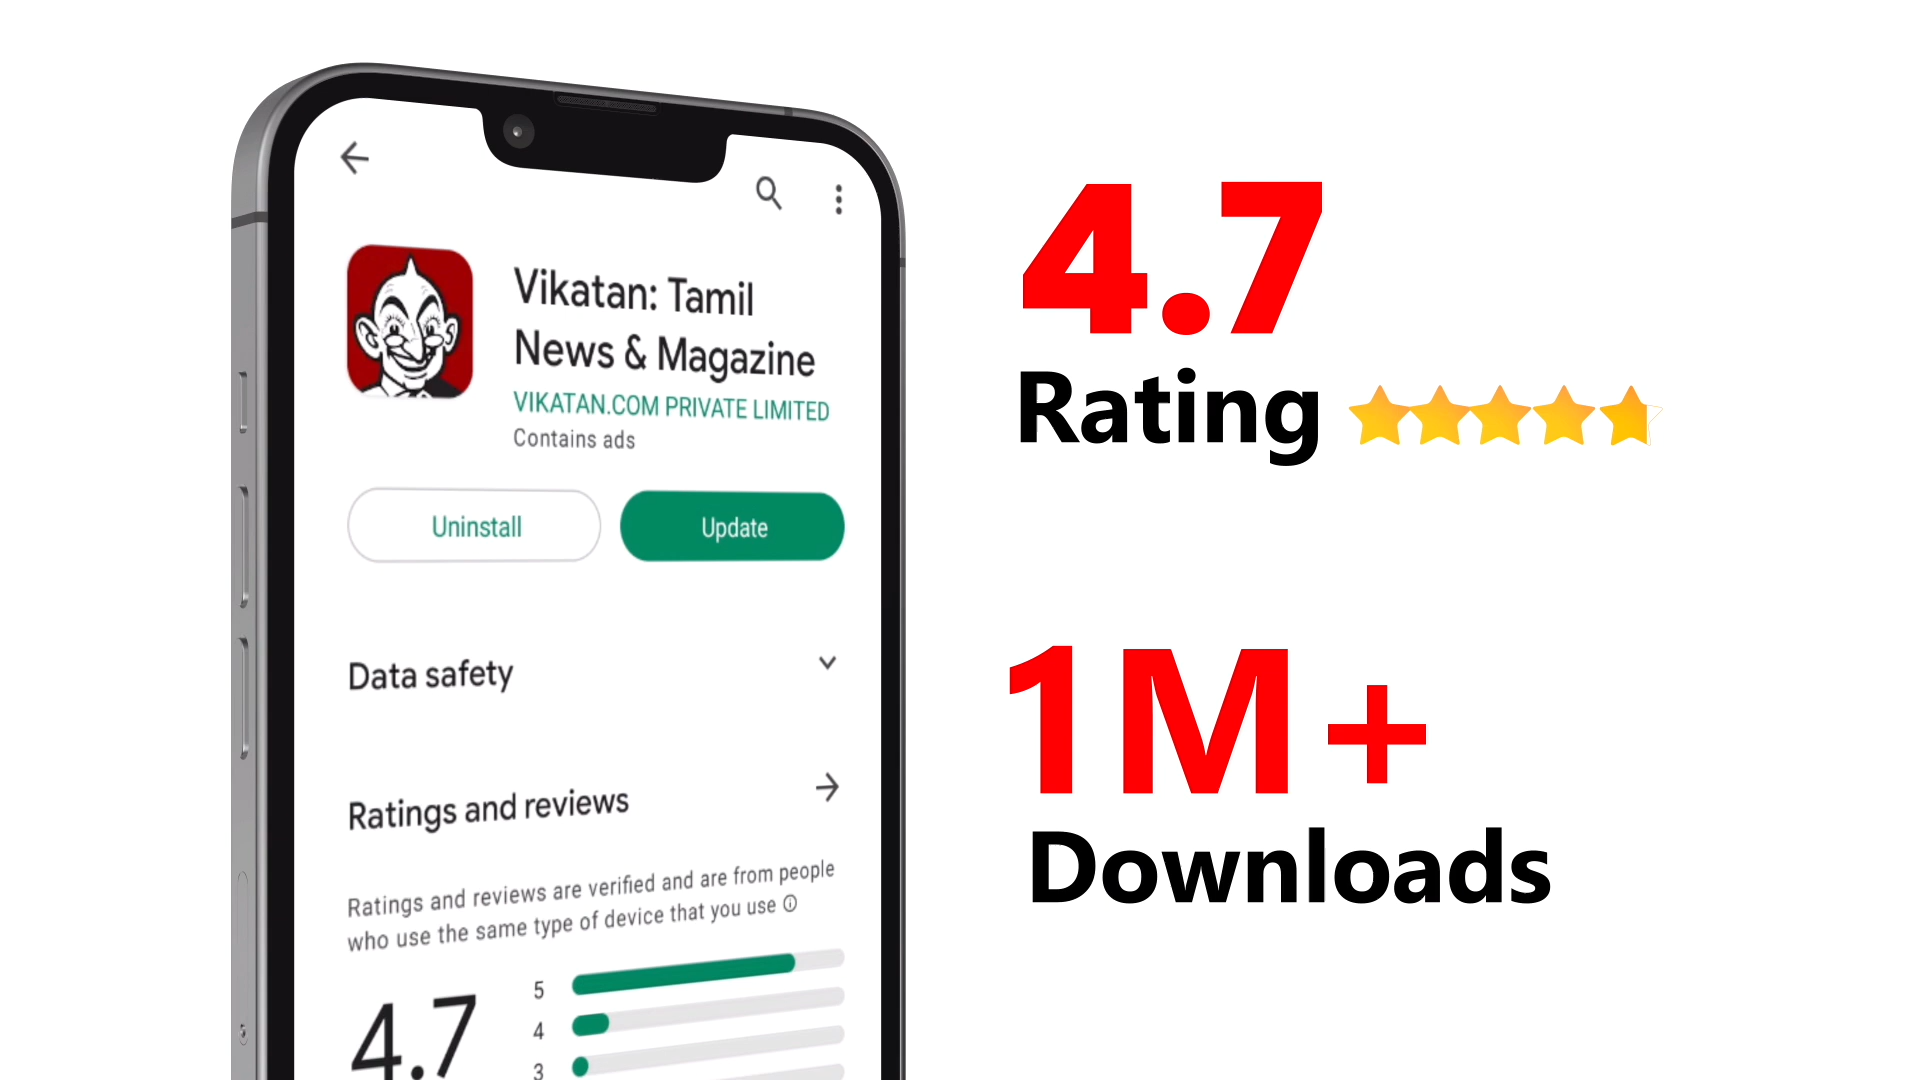 Vikatan: Tamil
News & Magazine
VIKATAN.COM PRIVATE LIMITED
Contains ads
Uninstall
Update
Data safety
Ratings and reviews
Ratings and reviews are verified and are from people
who use the same type of device that you use
4.7
5
4
3
4.7
Rating
1M+
Downloads